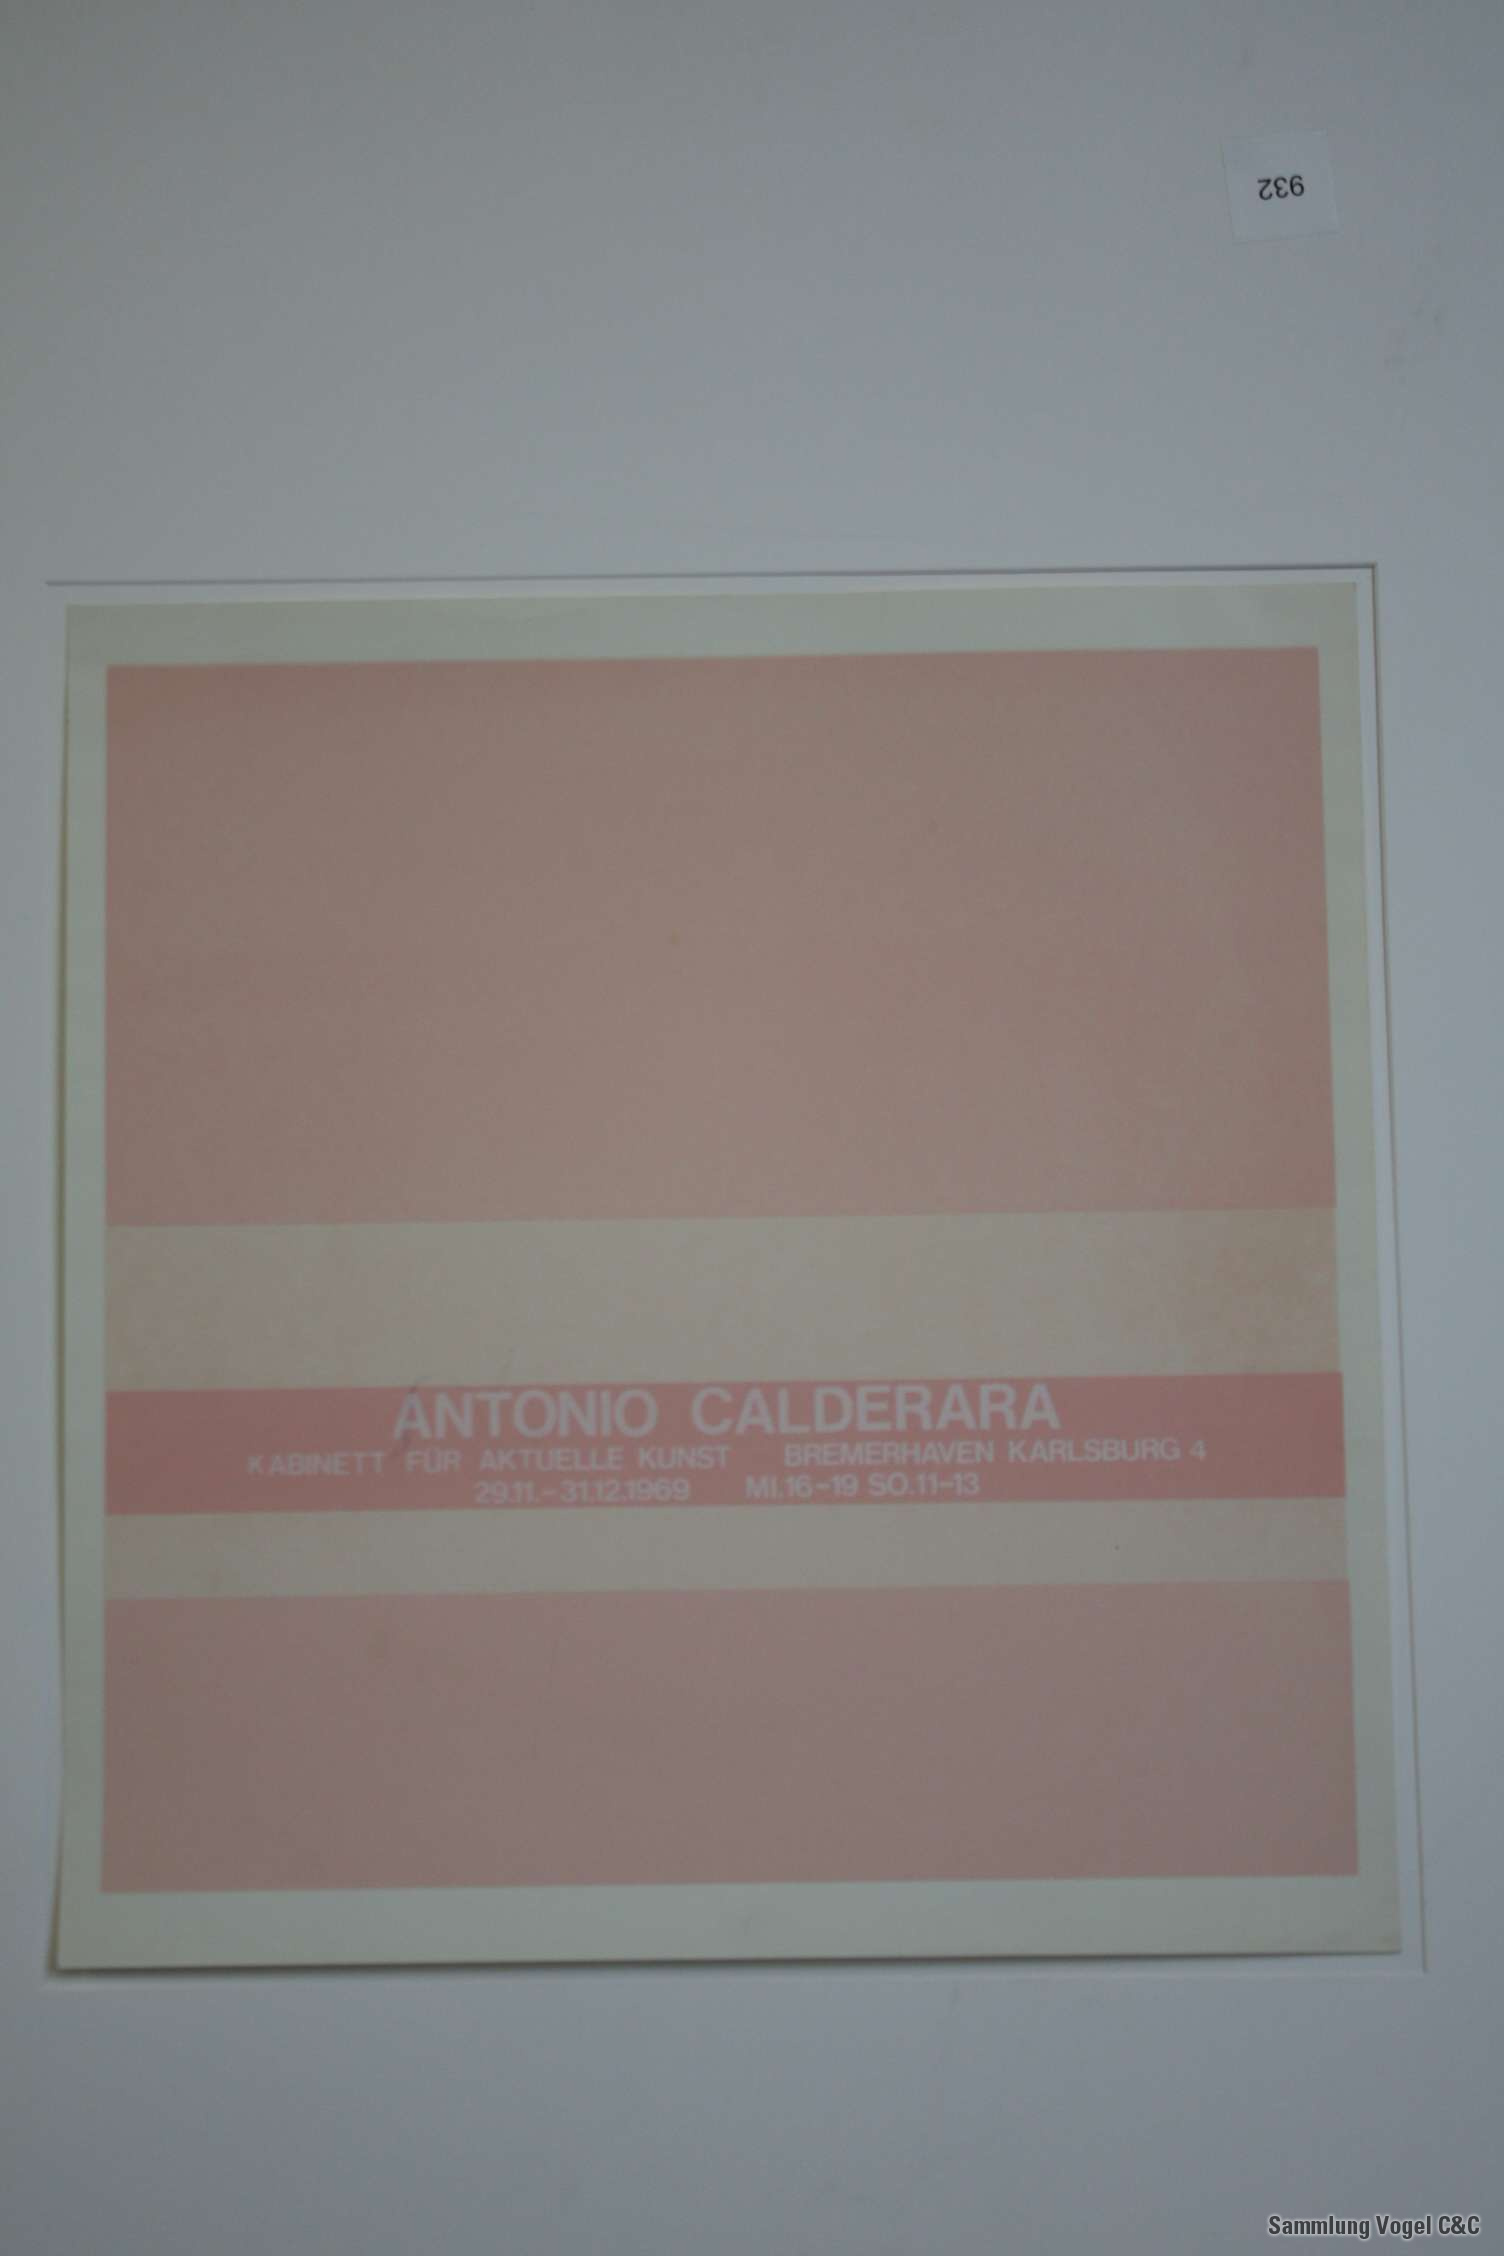 932
ANTONIO CALDERARA
KABINETT FÜR AKTUELLE KUNST BREMERHAVEN KARLSBURG 4
29.11.-31.12.1969 MI.16-19 SO.11-13
Sammlung Vogel C&C